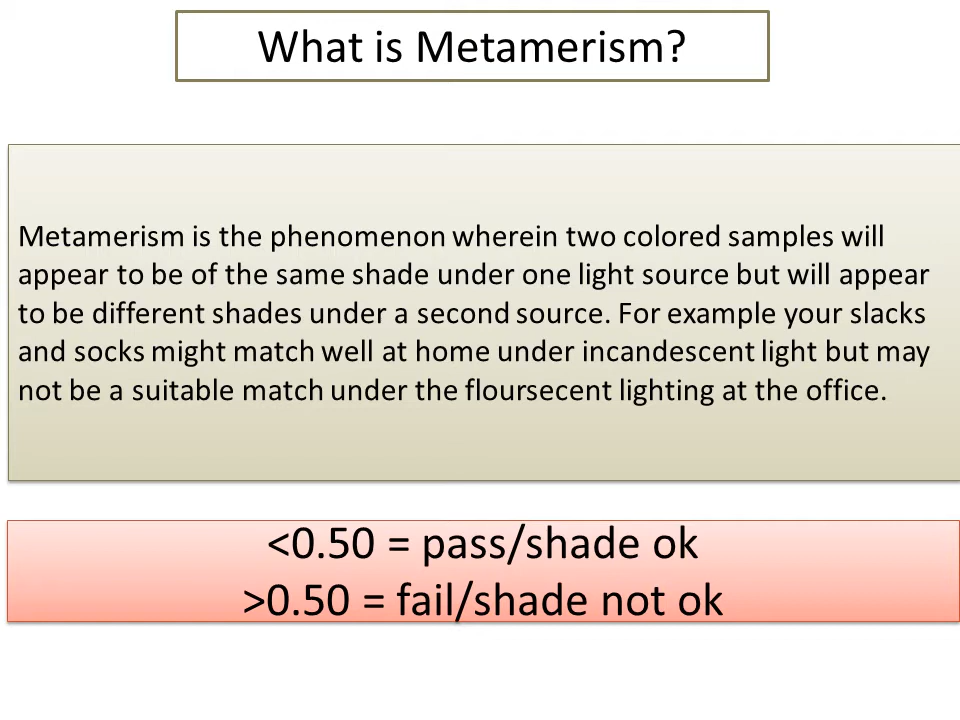 What is Metamerism?
Metamerism is the phenomenon wherein two colored samples will
appear to be of the same shade under one light source but will appear
to be different shades under a second source. For example your slacks
and socks might match well at home under incandescent light but may
not be a suitable match under the floursecent lighting at the office.
<0.50 = pass/shade ok
>0.50 = fail/shade not ok